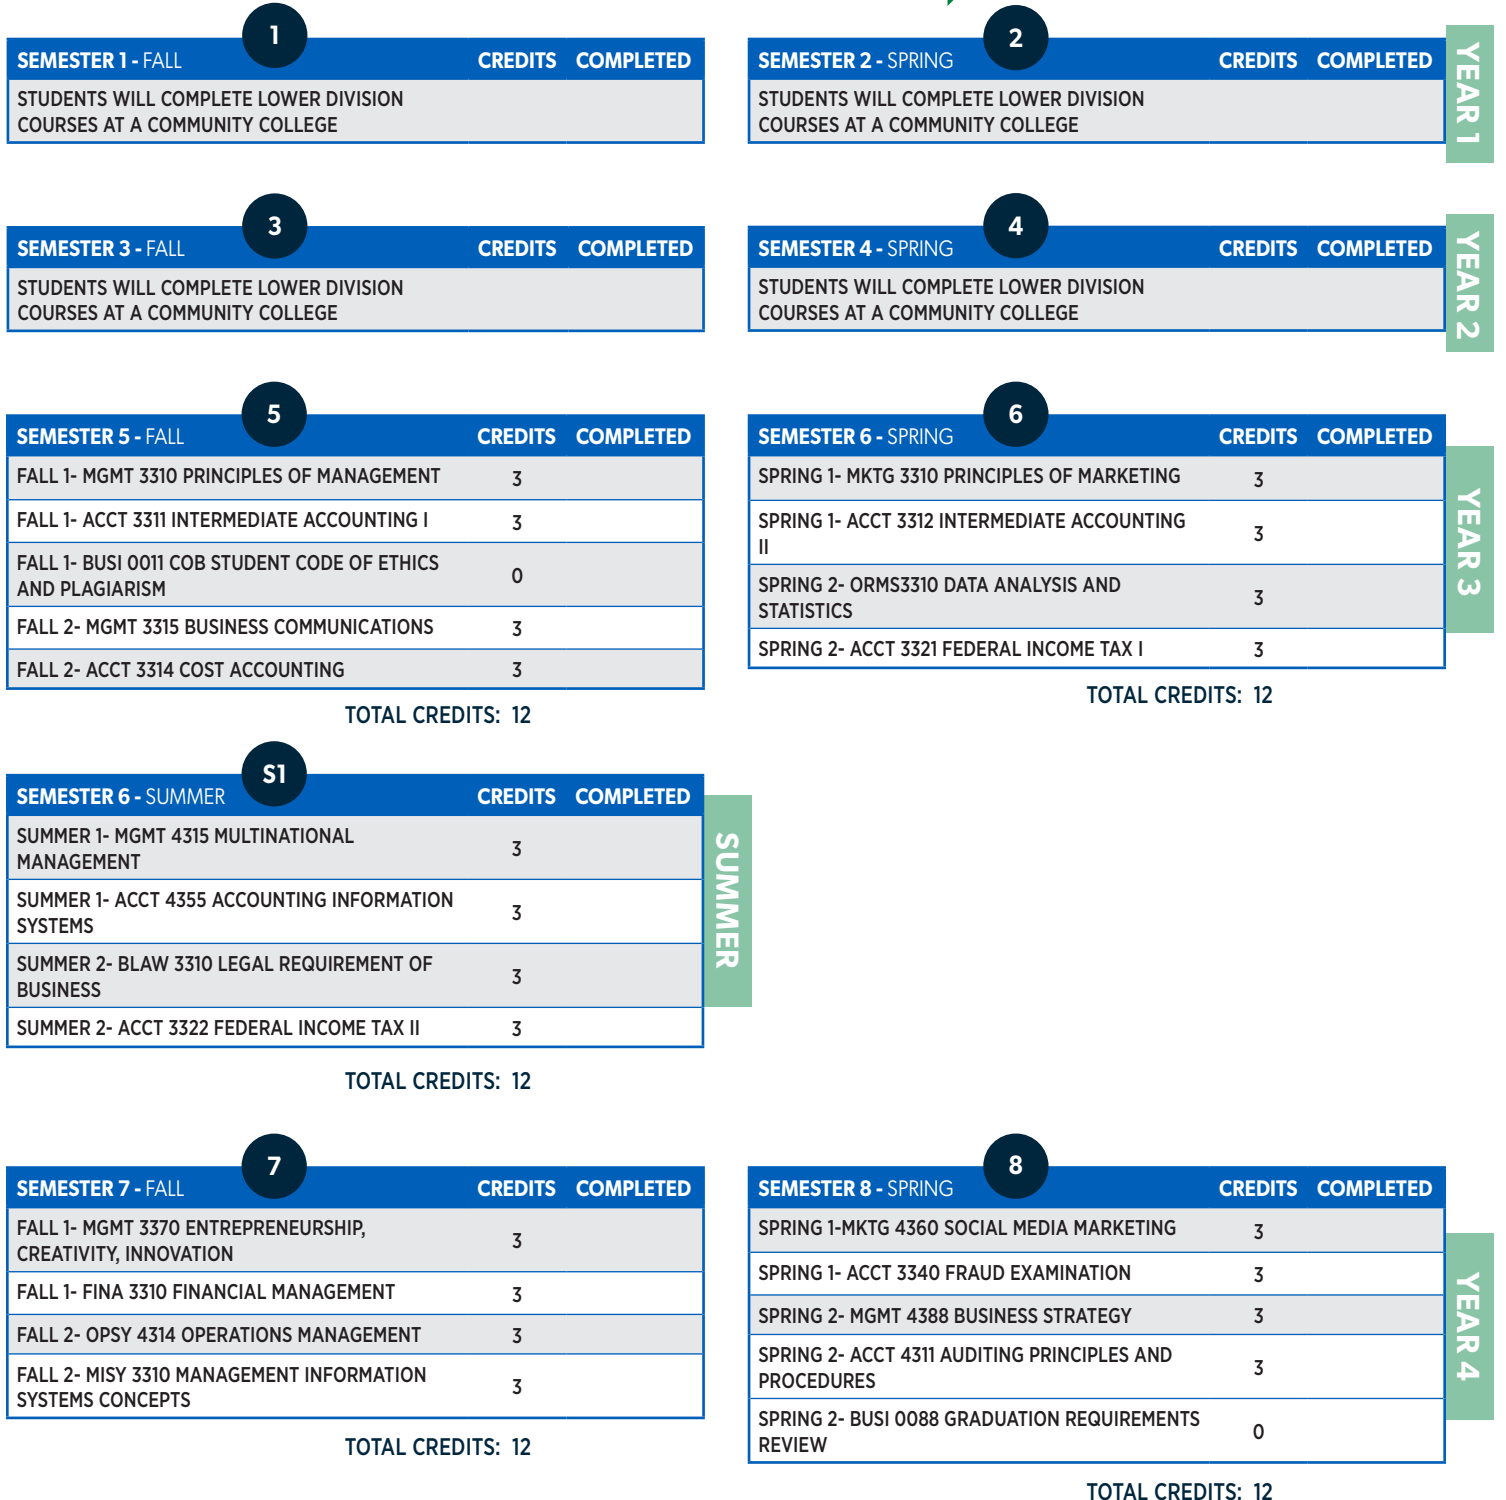 1
SEMESTER 1 - FALL CREDITS COMPLETED
STUDENTS WILL COMPLETE LOWER DIVISION
COURSES AT A COMMUNITY COLLEGE
2
SEMESTER 2 - SPRING CREDITS COMPLETED
STUDENTS WILL COMPLETE LOWER DIVISION
COURSES AT A COMMUNITY COLLEGE
YEAR 1
3
SEMESTER 3 - FALL CREDITS COMPLETED
STUDENTS WILL COMPLETE LOWER DIVISION
COURSES AT A COMMUNITY COLLEGE
4
SEMESTER 4 - SPRING CREDITS COMPLETED
STUDENTS WILL COMPLETE LOWER DIVISION
COURSES AT A COMMUNITY COLLEGE
YEAR 2
5
SEMESTER 5 - FALL CREDITS COMPLETED
FALL 1- MGMT 3310 PRINCIPLES OF MANAGEMENT 3
FALL 1- ACCT 3311 INTERMEDIATE ACCOUNTING I 3
FALL 1- BUSI 0011 COB STUDENT CODE OF ETHICS
AND PLAGIARISM 0
FALL 2- MGMT 3315 BUSINESS COMMUNICATIONS 3
FALL 2- ACCT 3314 COST ACCOUNTING 3
TOTAL CREDITS: 12
6
SEMESTER 6 - SPRING CREDITS COMPLETED
SPRING 1- MKTG 3310 PRINCIPLES OF MARKETING 3
SPRING 1- ACCT 3312 INTERMEDIATE ACCOUNTING
II 3
SPRING 2- ORMS3310 DATA ANALYSIS AND
STATISTICS 3
SPRING 2- ACCT 3321 FEDERAL INCOME TAX I 3
TOTAL CREDITS: 12
YEAR 3
S1
SEMESTER 6 - SUMMER CREDITS COMPLETED
SUMMER 1- MGMT 4315 MULTINATIONAL
MANAGEMENT 3
SUMMER 1- ACCT 4355 ACCOUNTING INFORMATION
SYSTEMS 3
SUMMER 2- BLAW 3310 LEGAL REQUIREMENT OF
BUSINESS 3
SUMMER 2- ACCT 3322 FEDERAL INCOME TAX II 3
TOTAL CREDITS: 12
SUMMER
7
SEMESTER 7 - FALL CREDITS COMPLETED
FALL 1- MGMT 3370 ENTREPRENEURSHIP,
CREATIVITY, INNOVATION 3
FALL 1- FINA 3310 FINANCIAL MANAGEMENT 3
FALL 2- OPSY 4314 OPERATIONS MANAGEMENT 3
FALL 2- MISY 3310 MANAGEMENT INFORMATION
SYSTEMS CONCEPTS 3
TOTAL CREDITS: 12
8
SEMESTER 8 - SPRING CREDITS COMPLETED
SPRING 1-MKTG 4360 SOCIAL MEDIA MARKETING 3
SPRING 1- ACCT 3340 FRAUD EXAMINATION 3
SPRING 2- MGMT 4388 BUSINESS STRATEGY 3
SPRING 2- ACCT 4311 AUDITING PRINCIPLES AND
PROCEDURES 3
SPRING 2- BUSI 0088 GRADUATION REQUIREMENTS
REVIEW 0
TOTAL CREDITS: 12
YEAR 4